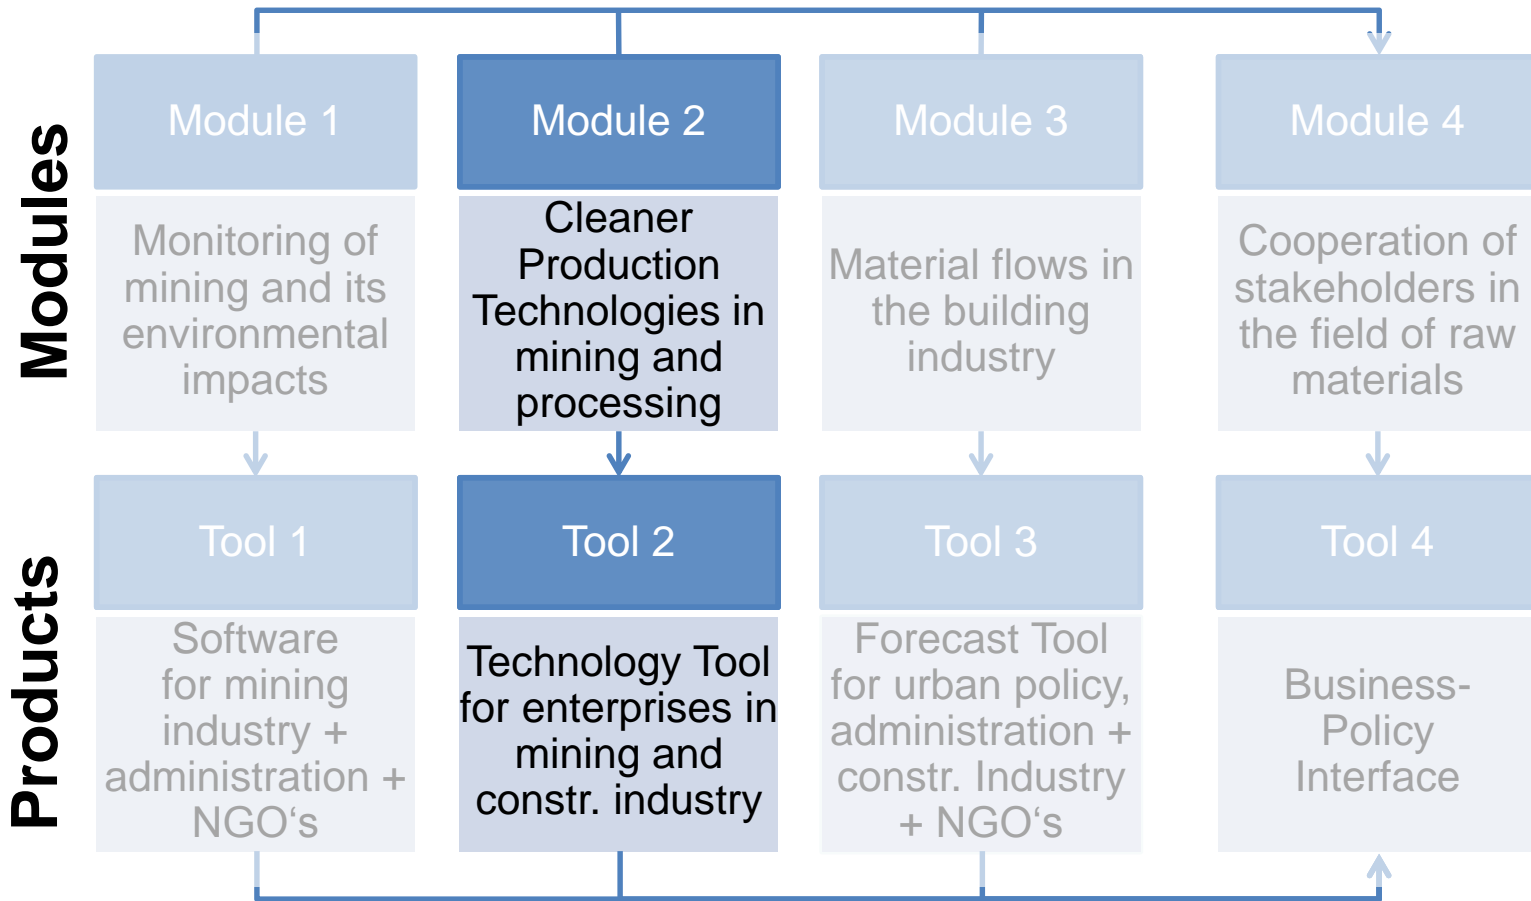 Modules
Module 1
Module 2
Module 3
Module 4
Monitoring of
mining and its
environmental
impacts
Cleaner
Production
Technologies in
mining and
processing
Material flows in
the building
industry
Cooperation of
stakeholders in
the field of raw
materials
Products
Tool 1
Tool 2
Tool 3
Tool 4
Software
for mining
industry +
administration +
NGO‘s
Technology Tool
for enterprises in
mining and
constr. industry
Forecast Tool
for urban policy,
administration +
constr. Industry
+ NGO‘s
Business-
Policy
Interface